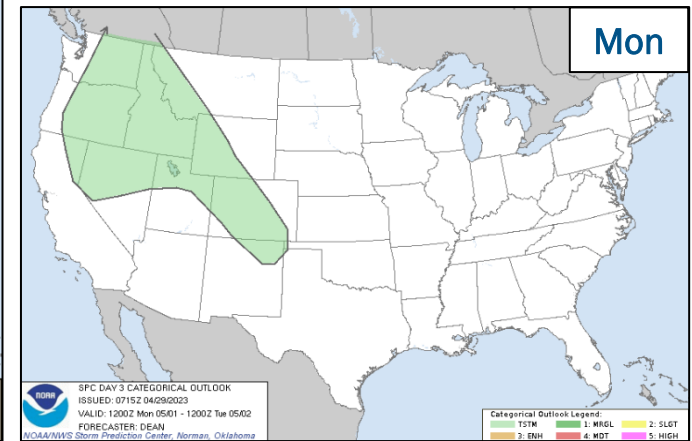 Mon
SPC DAY 3 CATEGORICAL OUTLOOK
ISSUED: 0715Z 04/29/2023
VALID: 1200Z Mon 05/01 - 1200Z Tue 05/02
FORECASTER: DEAN
NOAA/NWS Storm Prediction Center, Norman, Oklahoma
NOAA
Categorical Outlook Legend:
TSTM 1: MRGL 2: SLGT
3: ENH 4: MDT 5: HIGH